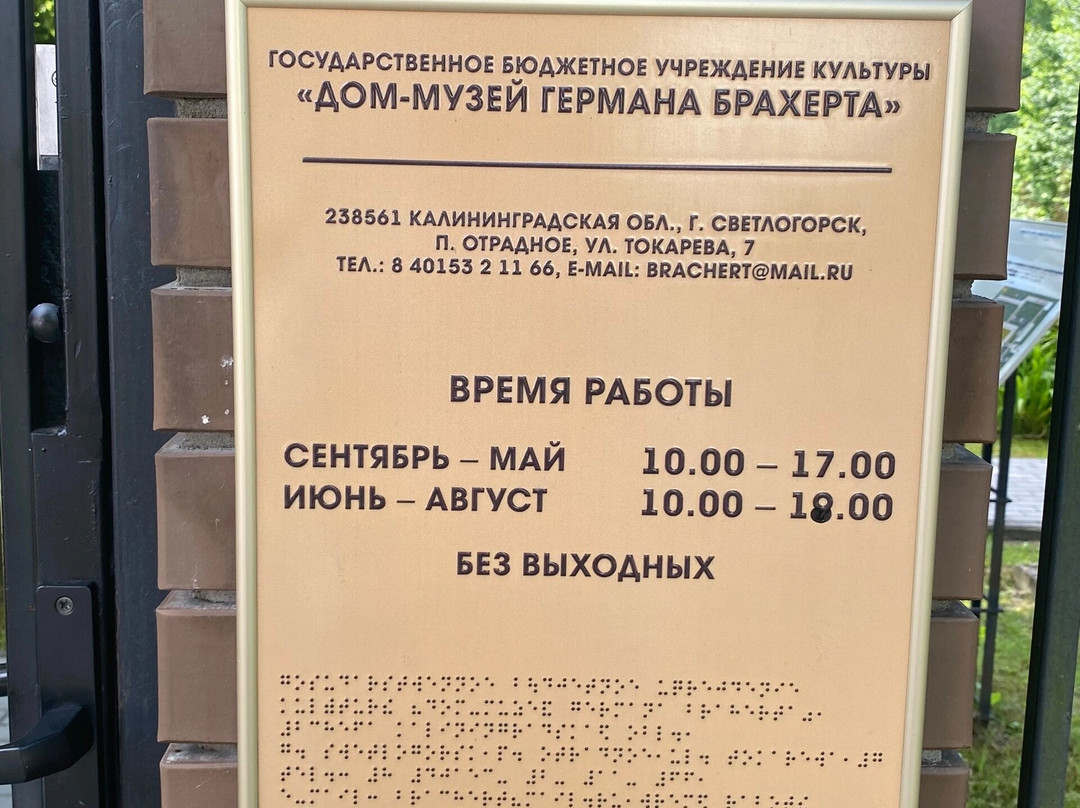 ГОСУДАРСТВЕННОЕ БЮДЖЕТНОЕ УЧРЕЖДЕНИЕ КУЛЬТУРЫ
«ДОМ-МУЗЕЙ ГЕРМАНА БРАХЕРТА»
238561 КАЛИНИНГРАДСКАЯ ОБЛ., Г. СВЕТЛОГОРСК,
П. ОТРАДНОЕ, УЛ. ТОКАРЕВА, 7
ТЕЛ.: 8 40153 2 11 66, E-MAIL: BRACHERT@MAIL.RU
ВРЕМЯ РАБОТЫ
СЕНТЯБРЬ – МАЙ 10.00 – 17.00
ИЮНЬ – АВГУСТ 10.00 –
БЕЗ ВЫХОДНЫХ